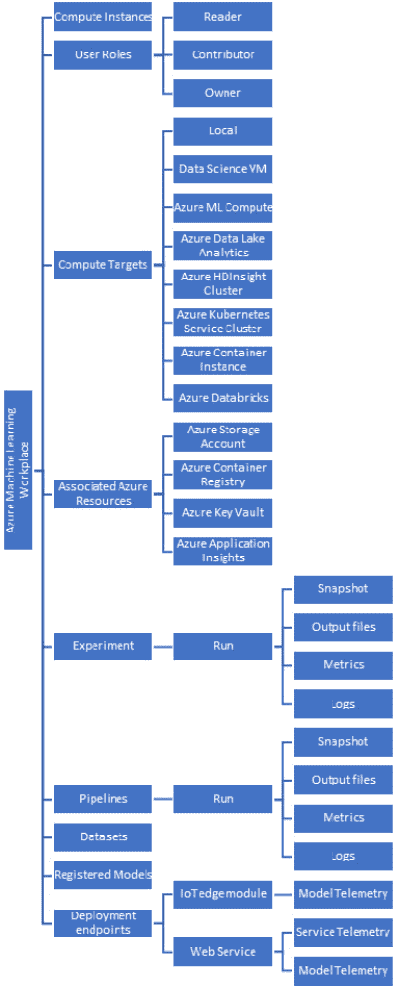 Azure Machine Learning
Workplace
Compute Instances
User Roles
Reader
Contributor
Owner
Compute Targets
Local
Data Science VM
Azure ML Compute
Azure Data Lake
Analytics
Azure HDInsight
Cluster
Azure Kubernetes
Service Cluster
Azure Container
Instance
Azure Databricks
Associated Azure
Resources
Azure Storage
Account
Azure Container
Registry
Azure Key Vault
Azure Application
Insights
Experiment
Run
Snapshot
Output files
Metrics
Logs
Pipelines
Run
Snapshot
Output files
Metrics
Logs
Datasets
Registered Models
Deployment
endpoints
IoT edge module
Model Telemetry
Web Service
Service Telemetry
Model Telemetry